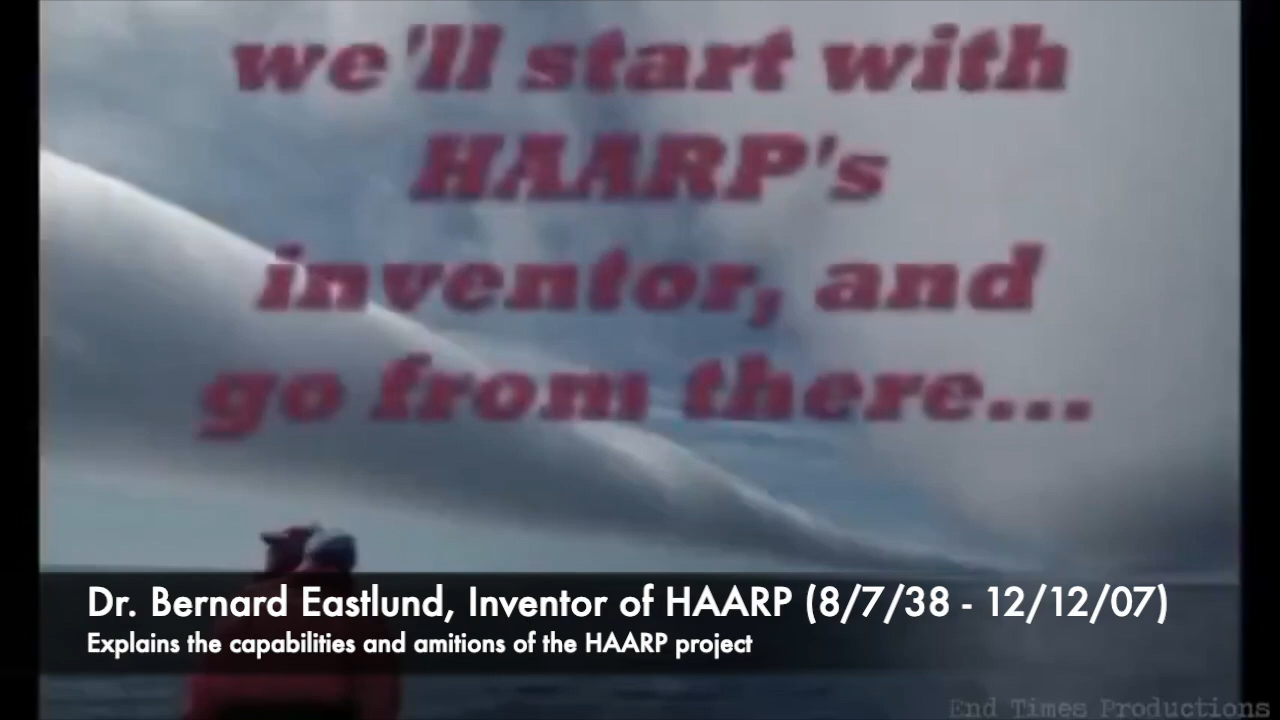 we'll start with
HAARP's
inventor, and
go from there...
Dr. Bernard Eastlund, Inventor of HAARP (8/7/38 - 12/12/07)
Explains the capabilities and amitions of the HAARP project
End Times Productions